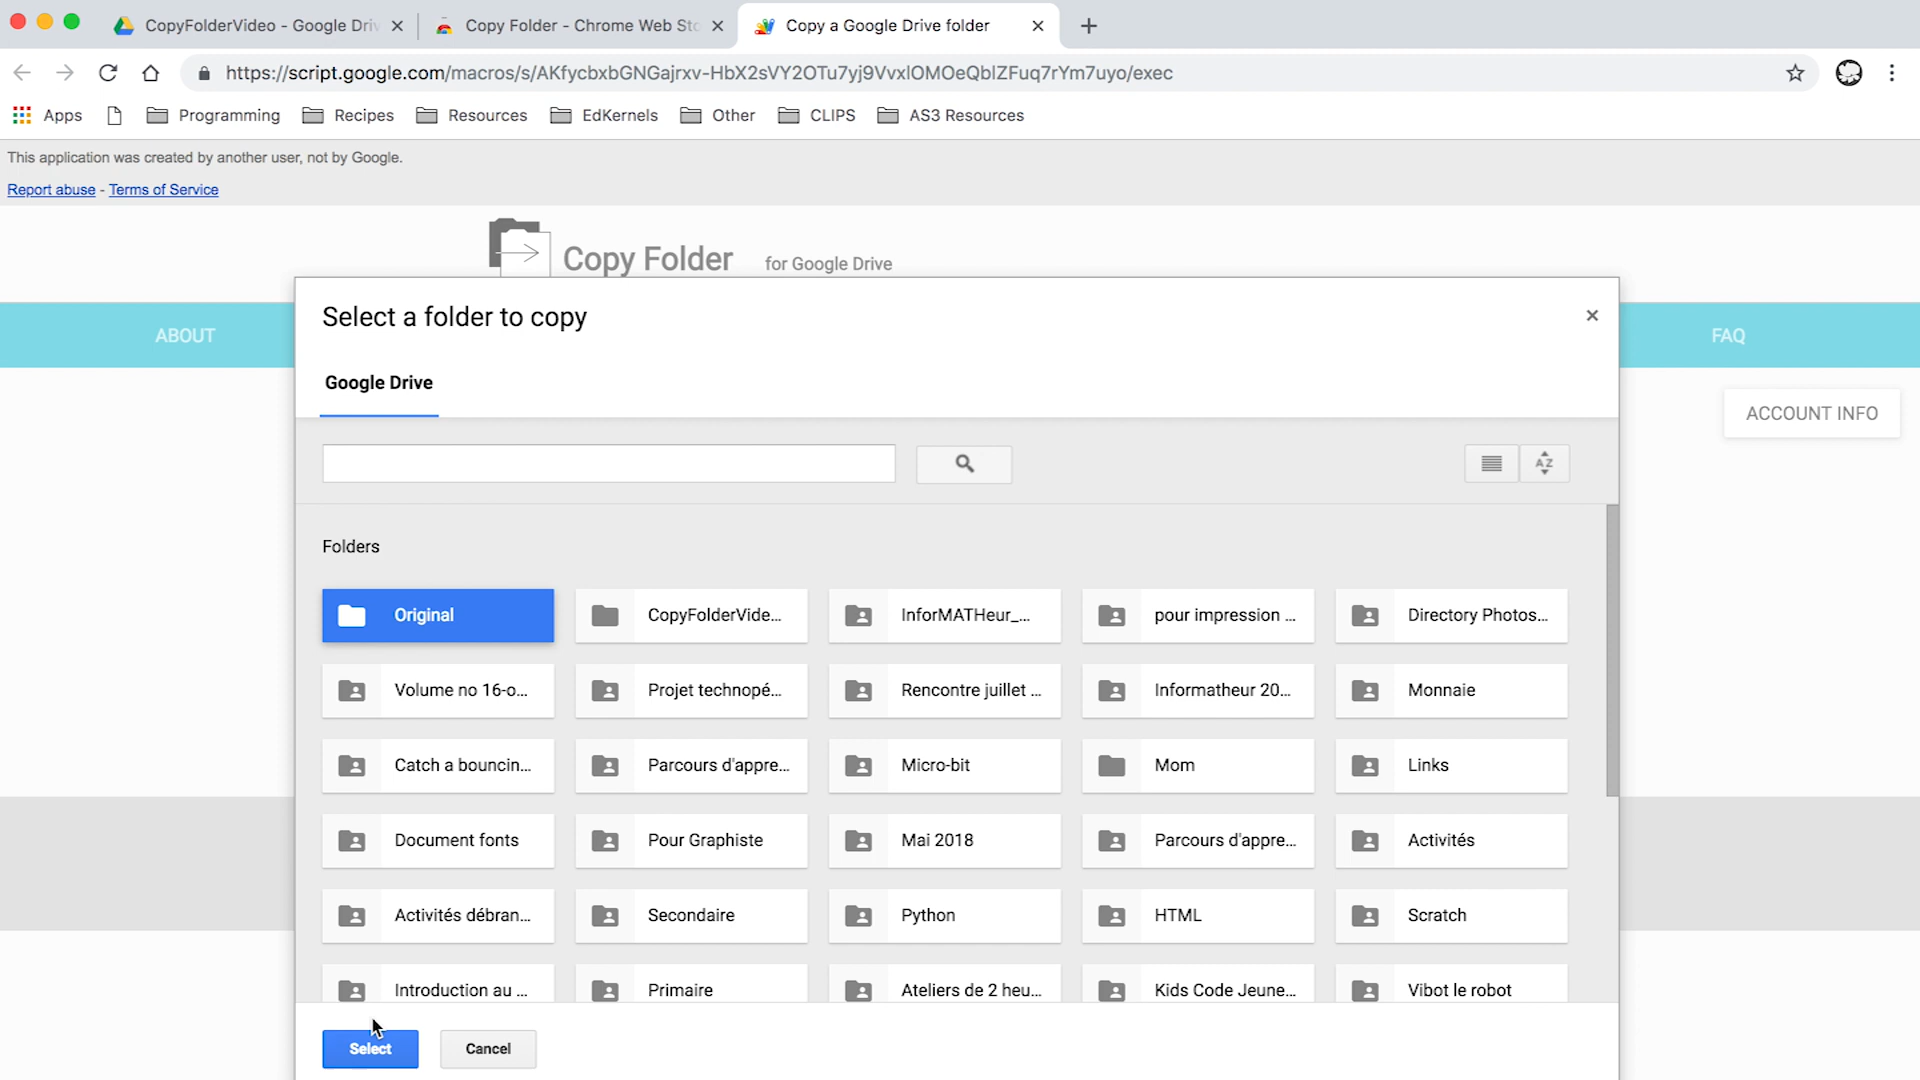 CopyFolderVideo - Google Driv
Copy Folder - Chrome Web Sto
Copy a Google Drive folder
https://script.google.com/macros/s/AKfycbxbGNGajrxv-HbX2sVY2OTu7yj9VvxlOMOeQblZFuq7rYm7uyo/exec
Apps Programming Recipes Resources EdKernels Other CLIPS AS3 Resources
This application was created by another user, not by Google.
Report abuse - Terms of Service
Copy Folder for Google Drive
ABOUT
FAQ
ACCOUNT INFO
Select a folder to copy
Google Drive
AZ
Folders
Original CopyFolderVide... InforMATHeur_... pour impression ... Directory Photos...
Volume no 16-o... Projet technopé... Rencontre juillet ... Informatheur 20... Monnaie
Catch a bouncin... Parcours d'appre... Micro-bit Mom Links
Document fonts Pour Graphiste Mai 2018 Parcours d'appre... Activités
Activités débran... Secondaire Python HTML Scratch
Introduction au ... Primaire Ateliers de 2 heu... Kids Code Jeune... Vibot le robot
Select Cancel